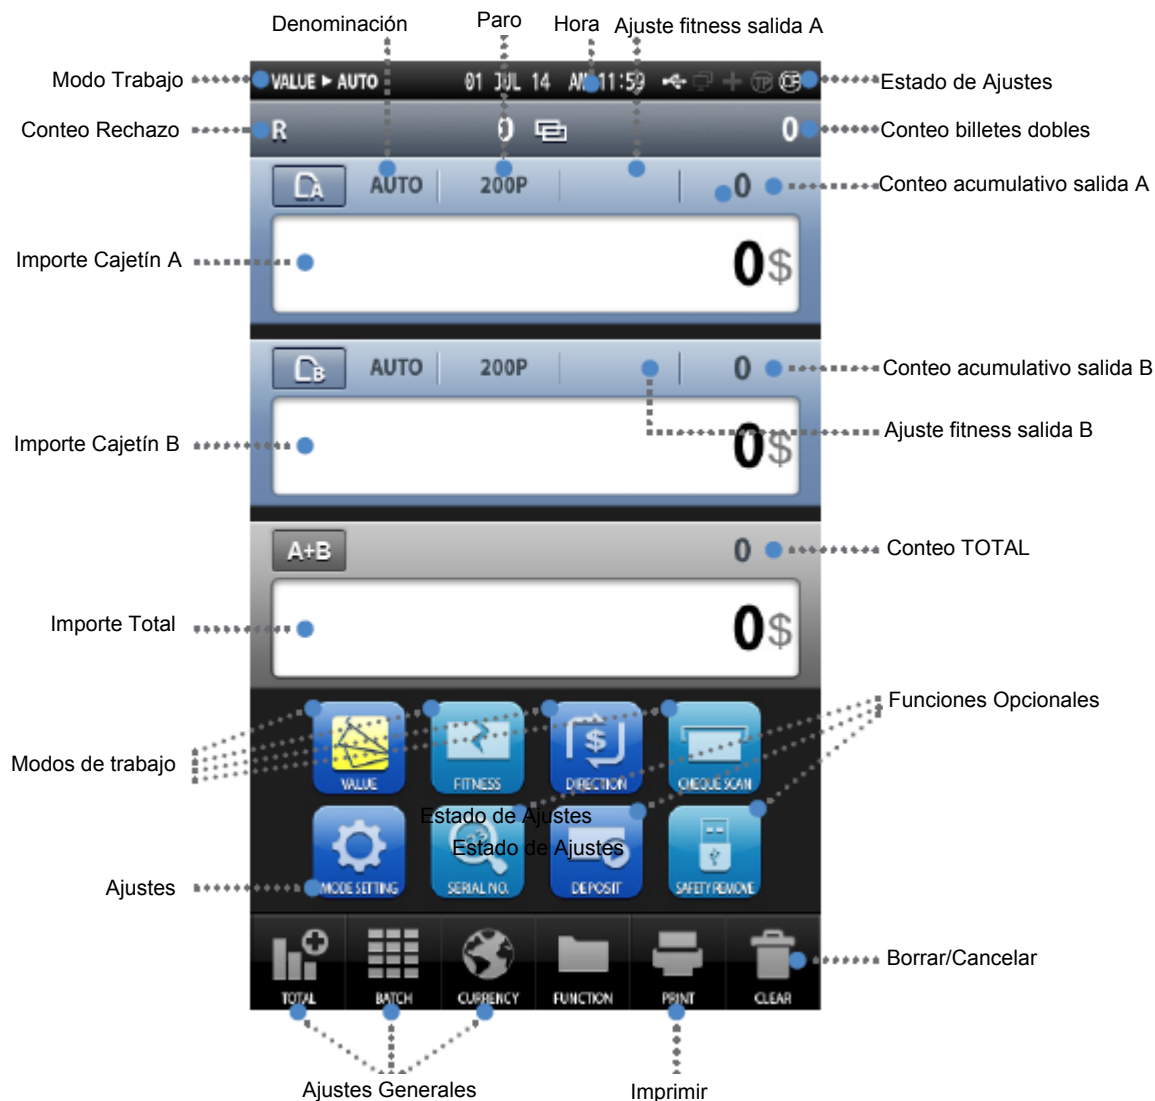 Denominación Paro Hora Ajuste fitness salida A
Modo Trabajo VALUE ► AUTO 01 JUL 14 AM 11:59 TP CF Estado de Ajustes
Conteo Rechazo R 0 0 Conteo billetes dobles
A AUTO 200P 0 Conteo acumulativo salida A
Importe Cajetín A 0$
B AUTO 200P 0 Conteo acumulativo salida B
Ajuste fitness salida B
Importe Cajetín B 0$
A+B 0 Conteo TOTAL
Importe Total 0$
Funciones Opcionales
Modos de trabajo
VALUE FITNESS DIRECTION CHEQUE SCAN
Estado de Ajustes
Estado de Ajustes
Ajustes MODE SETTING SERIAL NO. DEPOSIT SAFETY REMOVE
Borrar/Cancelar
TOTAL BATCH CURRENCY FUNCTION PRINT CLEAR
Ajustes Generales Imprimir